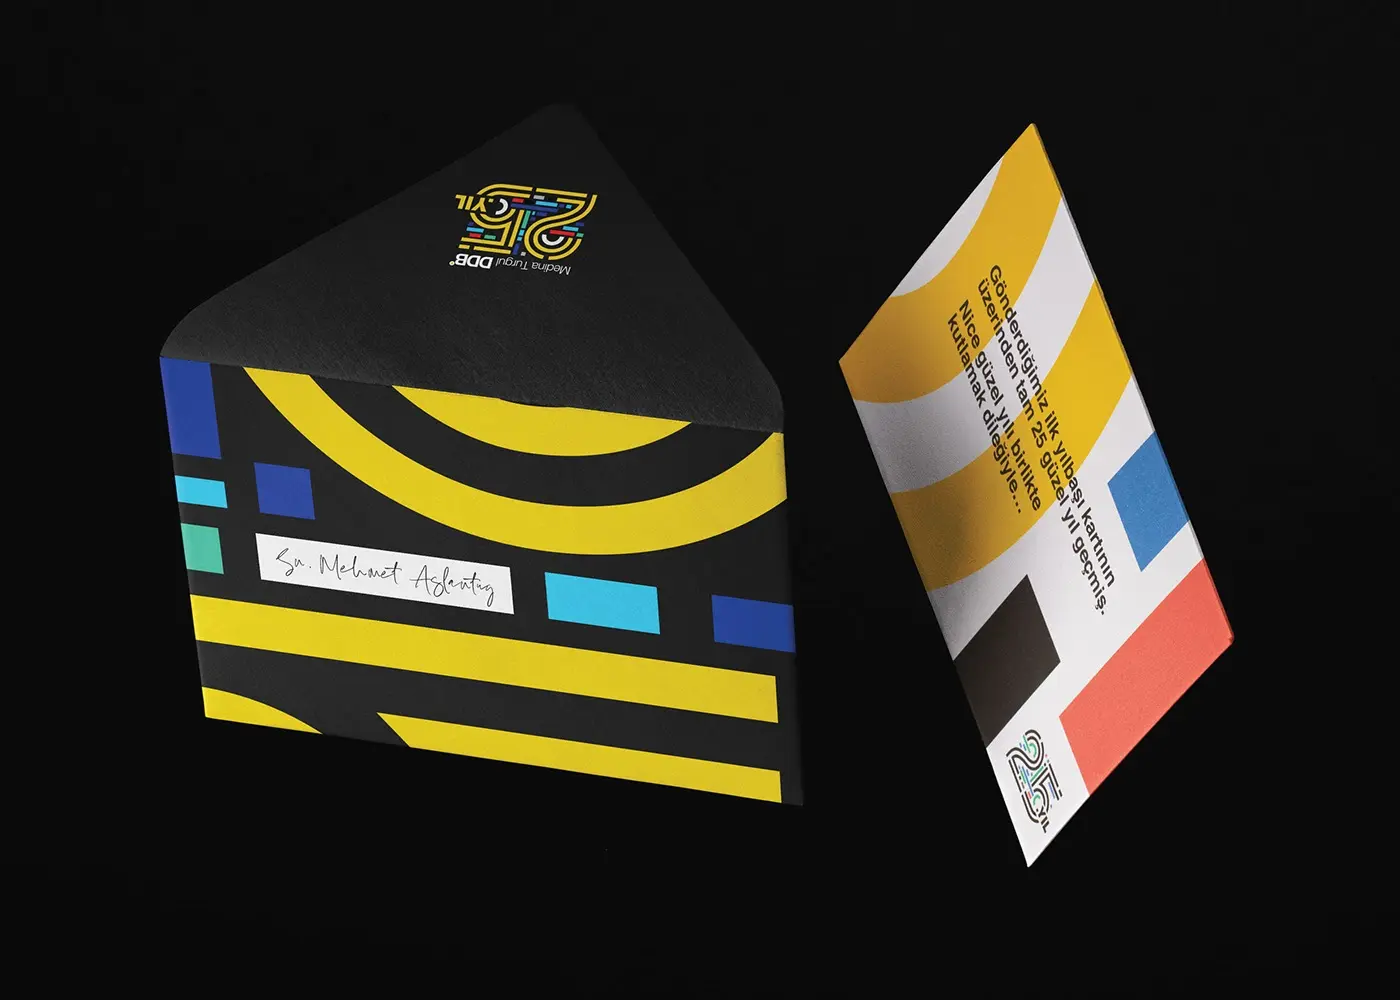 25.YIL
Medina Turgul DDB°
Sn. Mehmet Aslantuğ
Gönderdiğimiz ilk yılbaşı kartının
üzerinden tam 25 güzel yıl geçmiş.
Nice güzel yılı birlikte
kutlamak dileğiyle...
25.YIL